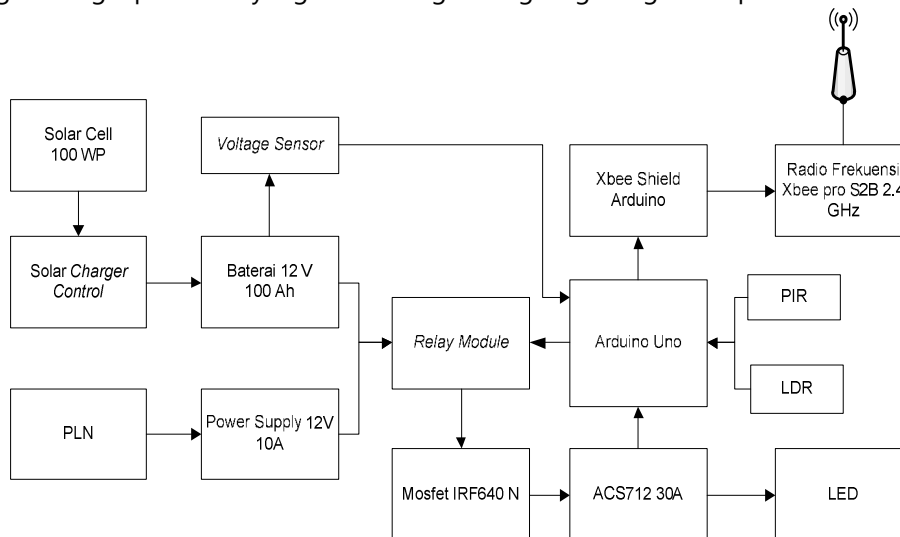 Solar Cell
100 WP
Voltage Sensor
Xbee Shield
Arduino
Radio Frekuensi
Xbee pro S2B 2.4
GHz
Solar Charger
Control
Baterai 12 V
100 Ah
Relay Module
Arduino Uno
PIR
LDR
PLN
Power Supply 12V
10A
Mosfet IRF640 N
ACS712 30A
LED